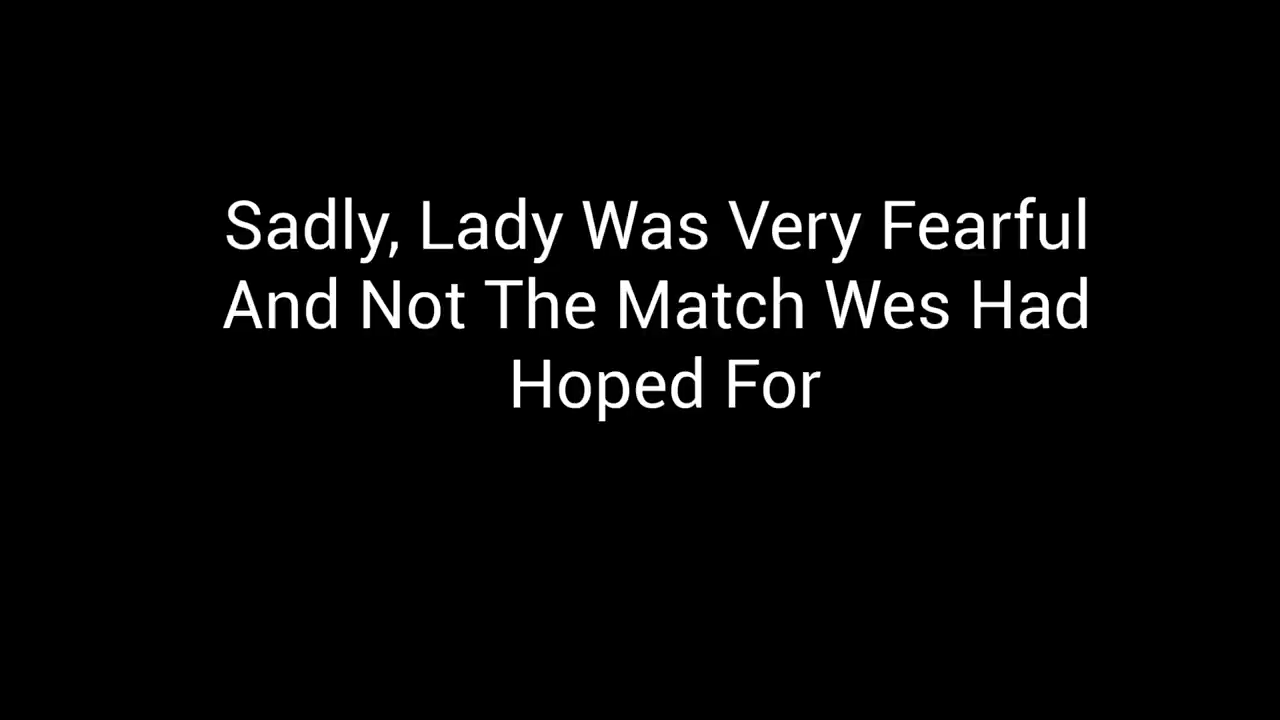 Sadly, Lady Was Very Fearful
And Not The Match Wes Had
Hoped For